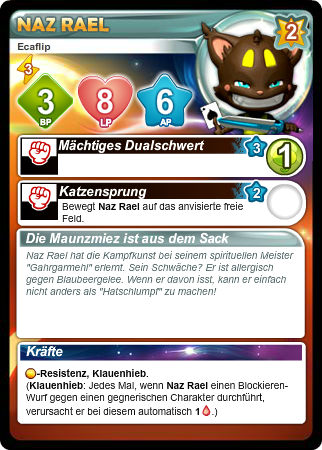 NAZ RAEL
2
Ecaflip
3
3
BP
8
LP
6
AP
Mächtiges Dualschwert
3
1
Katzensprung
2
Bewegt Naz Rael auf das anvisierte freie
Feld.
Die Maunzmiez ist aus dem Sack
Naz Rael hat die Kampfkunst bei seinem spirituellen Meister
"Gahrgarmehl" erlernt. Sein Schwäche? Er ist allergisch
gegen Blaubeergelee. Wenn er davon isst, kann er einfach
nicht anders als "Hatschlumpf" zu machen!
Kräfte
-Resistenz, Klauenhieb.
(Klauenhieb: Jedes Mal, wenn Naz Rael einen Blockieren-
Wurf gegen einen gegnerischen Charakter durchführt,
verursacht er bei diesem automatisch 1.)